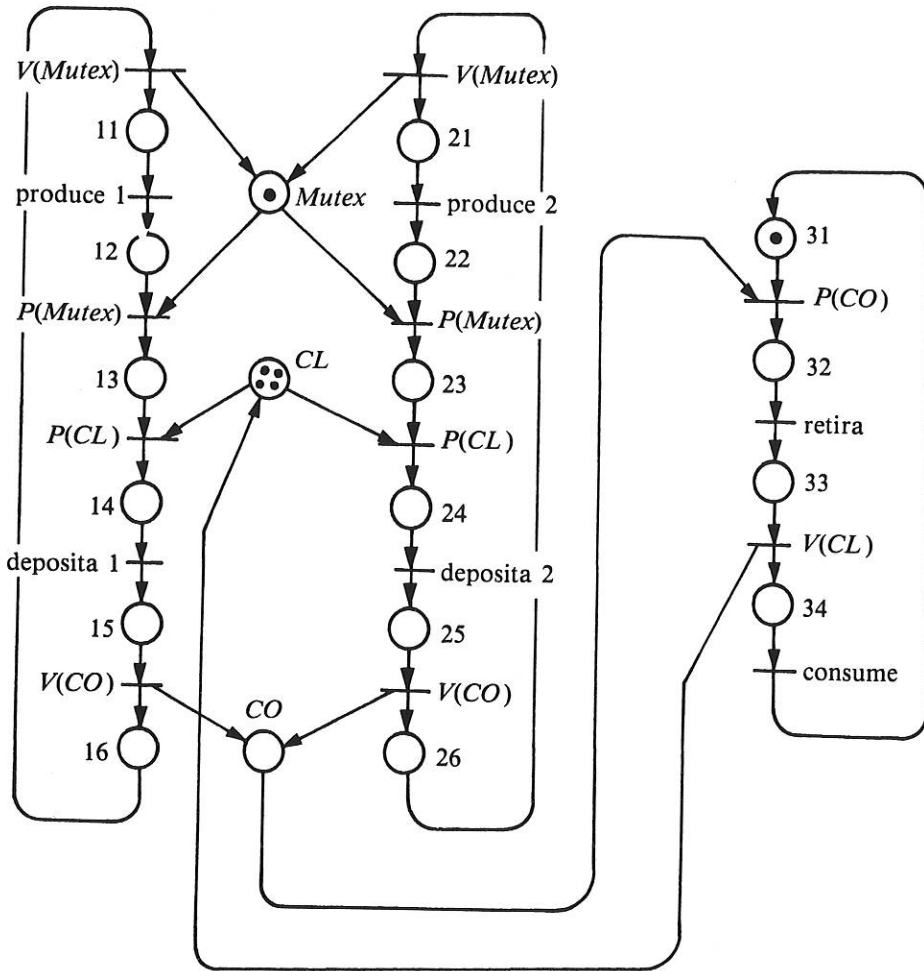 V(Mutex)
11
produce 1
12
P(Mutex)
13
P(CL)
14
deposita 1
15
V(CO)
16
Mutex
CL
CO
V(Mutex)
21
produce 2
22
P(Mutex)
23
P(CL)
24
deposita 2
25
V(CO)
26
31
P(CO)
32
retira
33
V(CL)
34
consume